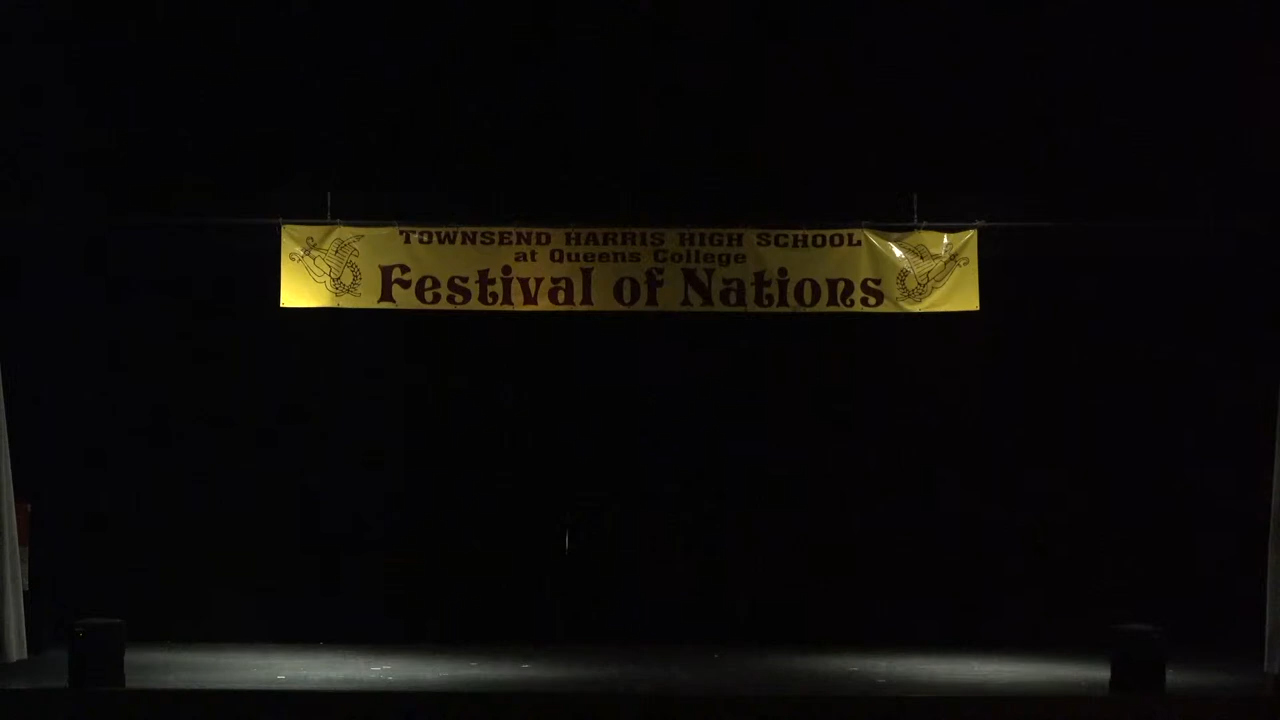 TOWNSEND HARRIS HIGH SCHOOL
at Queens College
Festival of Nations